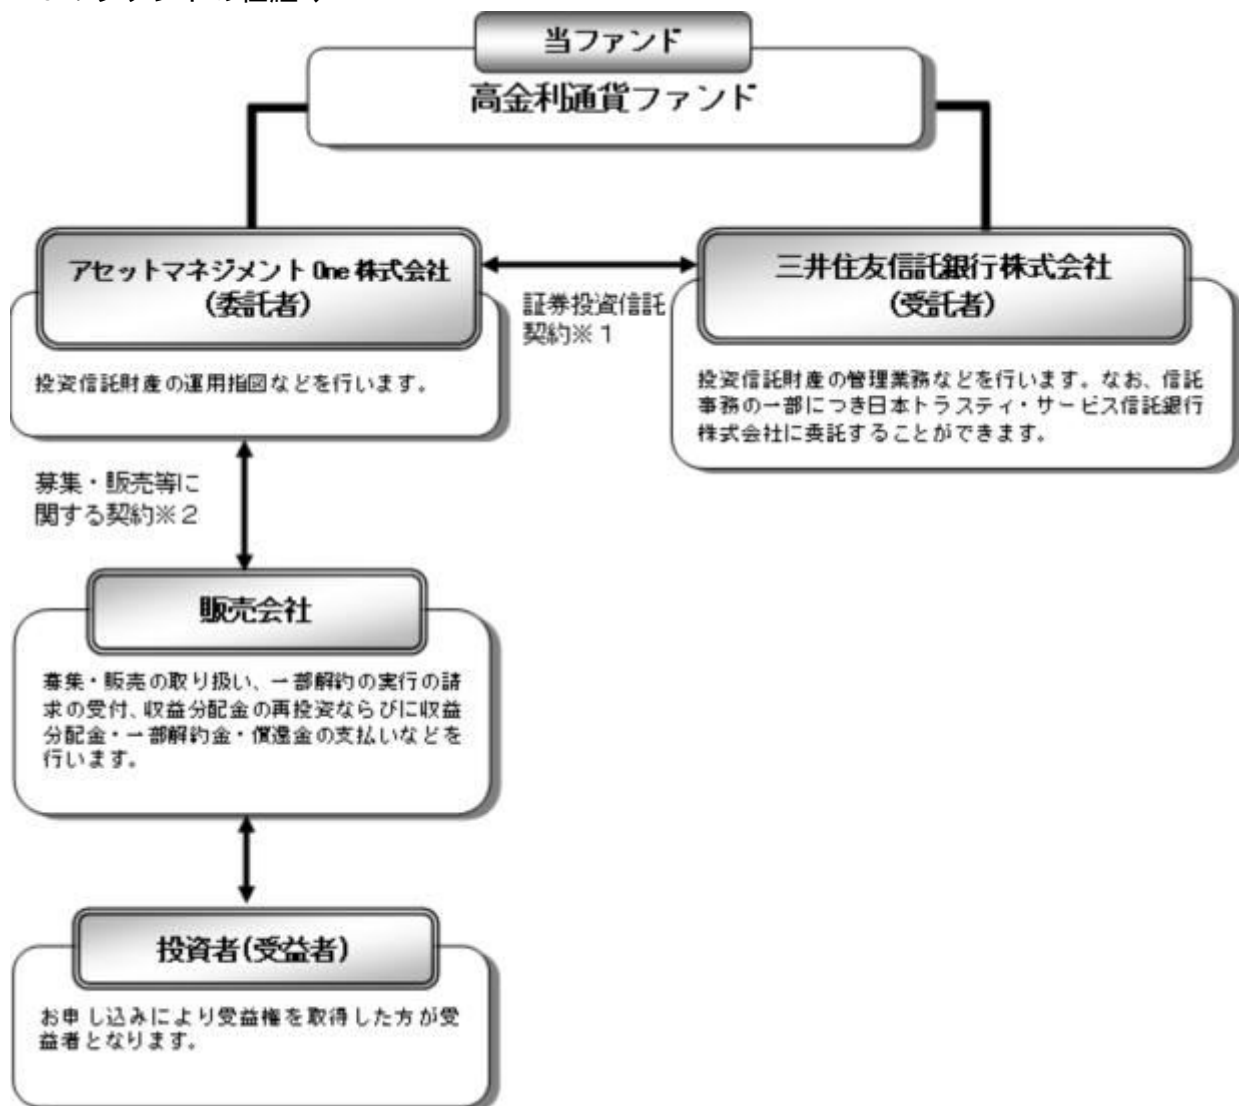 当ファンド
高金利通貨ファンド
アセットマネジメントOne 株式会社
(委託者)
三井住友信託銀行株式会社
(受託者)
証券投資信託
契約※1
投資信託財産の運用指図などを行います。
投資信託財産の管理業務などを行います。なお、信託
事務の一部につき日本トラスティ・サービス信託銀行
株式会社に委託することができます。
募集・販売等に
関する契約※2
販売会社
募集・販売の取り扱い、一部解約の実行の請
求の受付、収益分配金の再投資ならびに収益
分配金・一部解約金・償還金の支払いなどを
行います。
投資者(受益者)
お申し込みにより受益権を取得した方が受
益者となります。